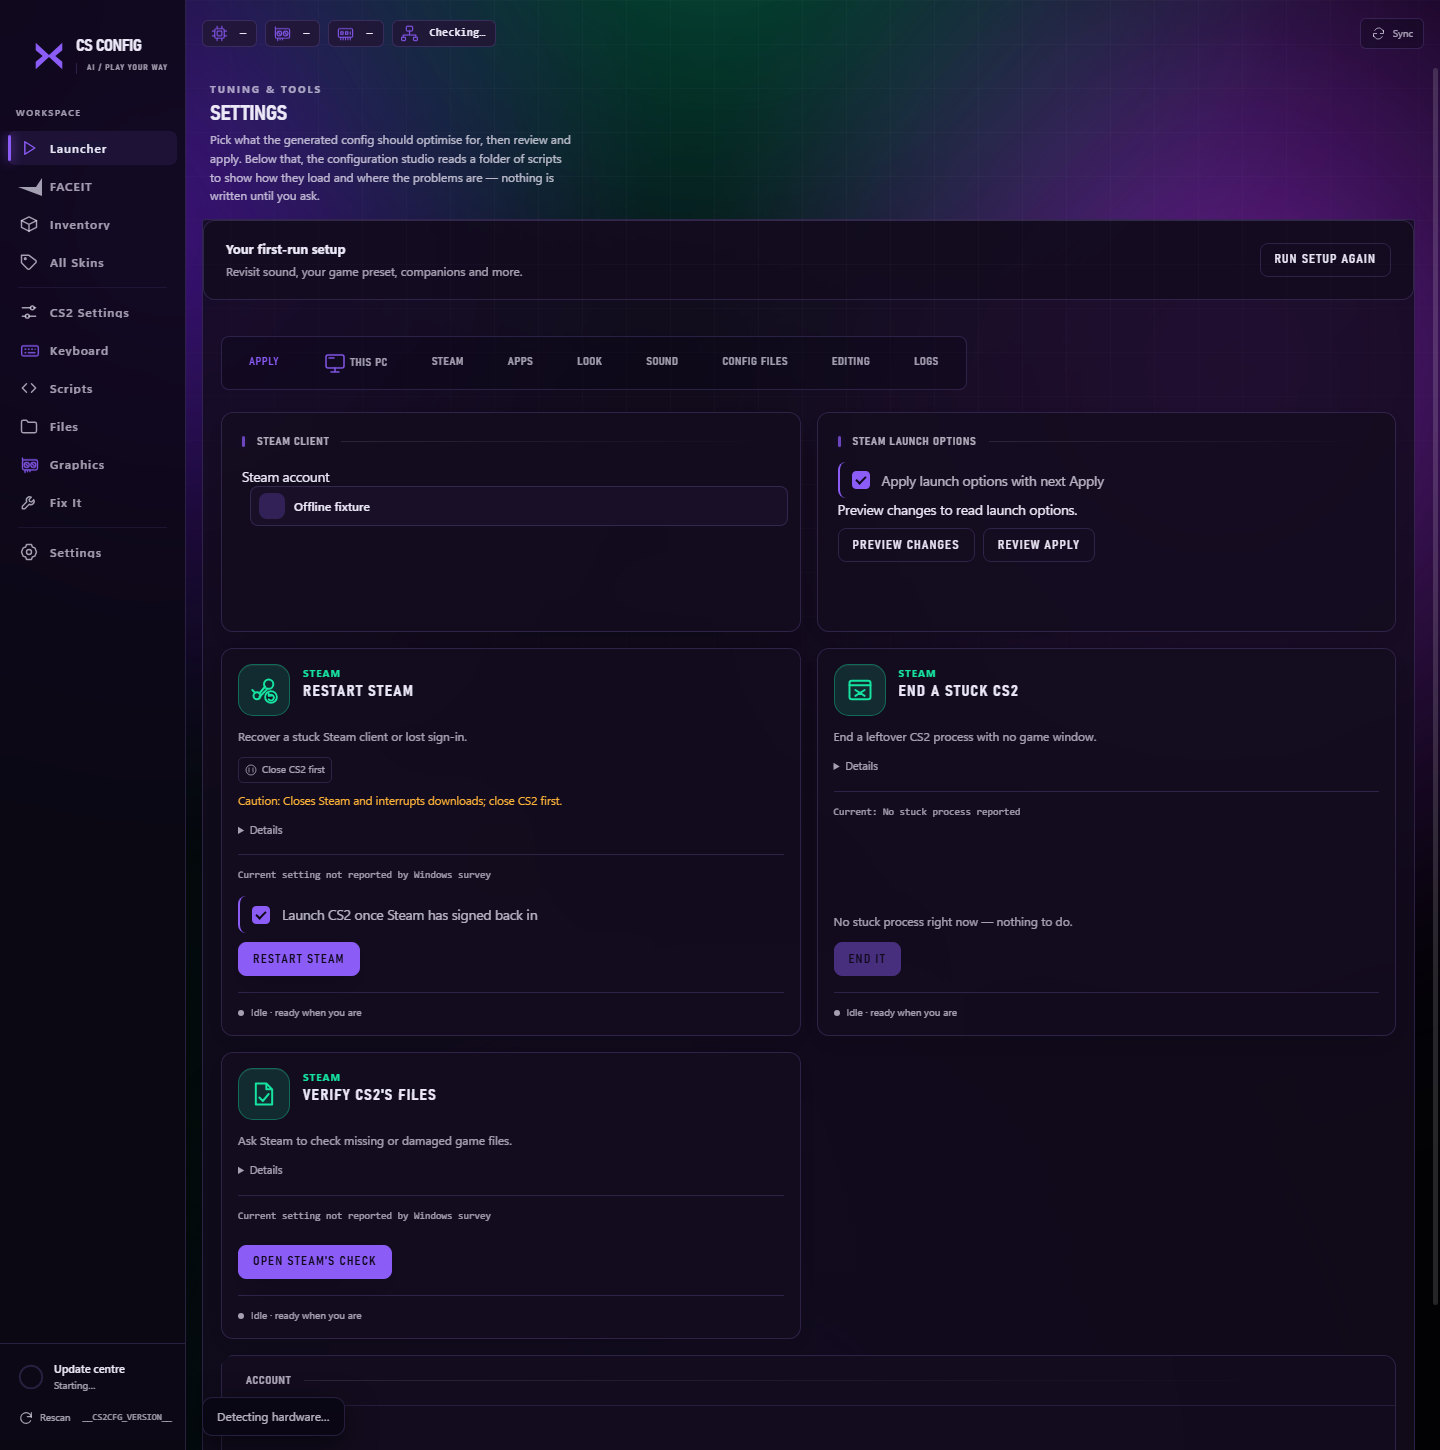 CS CONFIG
AI / PLAY YOUR WAY
WORKSPACE
Launcher
FACEIT
Inventory
All Skins
CS2 Settings
Keyboard
Scripts
Files
Graphics
Fix It
Settings
Update centre
Starting...
Rescan __CS2CFG_VERSION__
– – – Checking…
Sync
TUNING & TOOLS
SETTINGS
Pick what the generated config should optimise for, then review and
apply. Below that, the configuration studio reads a folder of scripts
to show how they load and where the problems are — nothing is
written until you ask.
Your first-run setup
Revisit sound, your game preset, companions and more.
RUN SETUP AGAIN
APPLY THIS PC STEAM APPS LOOK SOUND CONFIG FILES EDITING LOGS
STEAM CLIENT
Steam account
Offline fixture
STEAM LAUNCH OPTIONS
Apply launch options with next Apply
Preview changes to read launch options.
PREVIEW CHANGES REVIEW APPLY
STEAM
RESTART STEAM
Recover a stuck Steam client or lost sign-in.
Close CS2 first
Caution: Closes Steam and interrupts downloads; close CS2 first.
Details
Current setting not reported by Windows survey
Launch CS2 once Steam has signed back in
RESTART STEAM
Idle · ready when you are
STEAM
END A STUCK CS2
End a leftover CS2 process with no game window.
Details
Current: No stuck process reported
No stuck process right now — nothing to do.
END IT
Idle · ready when you are
STEAM
VERIFY CS2'S FILES
Ask Steam to check missing or damaged game files.
Details
Current setting not reported by Windows survey
OPEN STEAM'S CHECK
Idle · ready when you are
ACCOUNT
Detecting hardware...